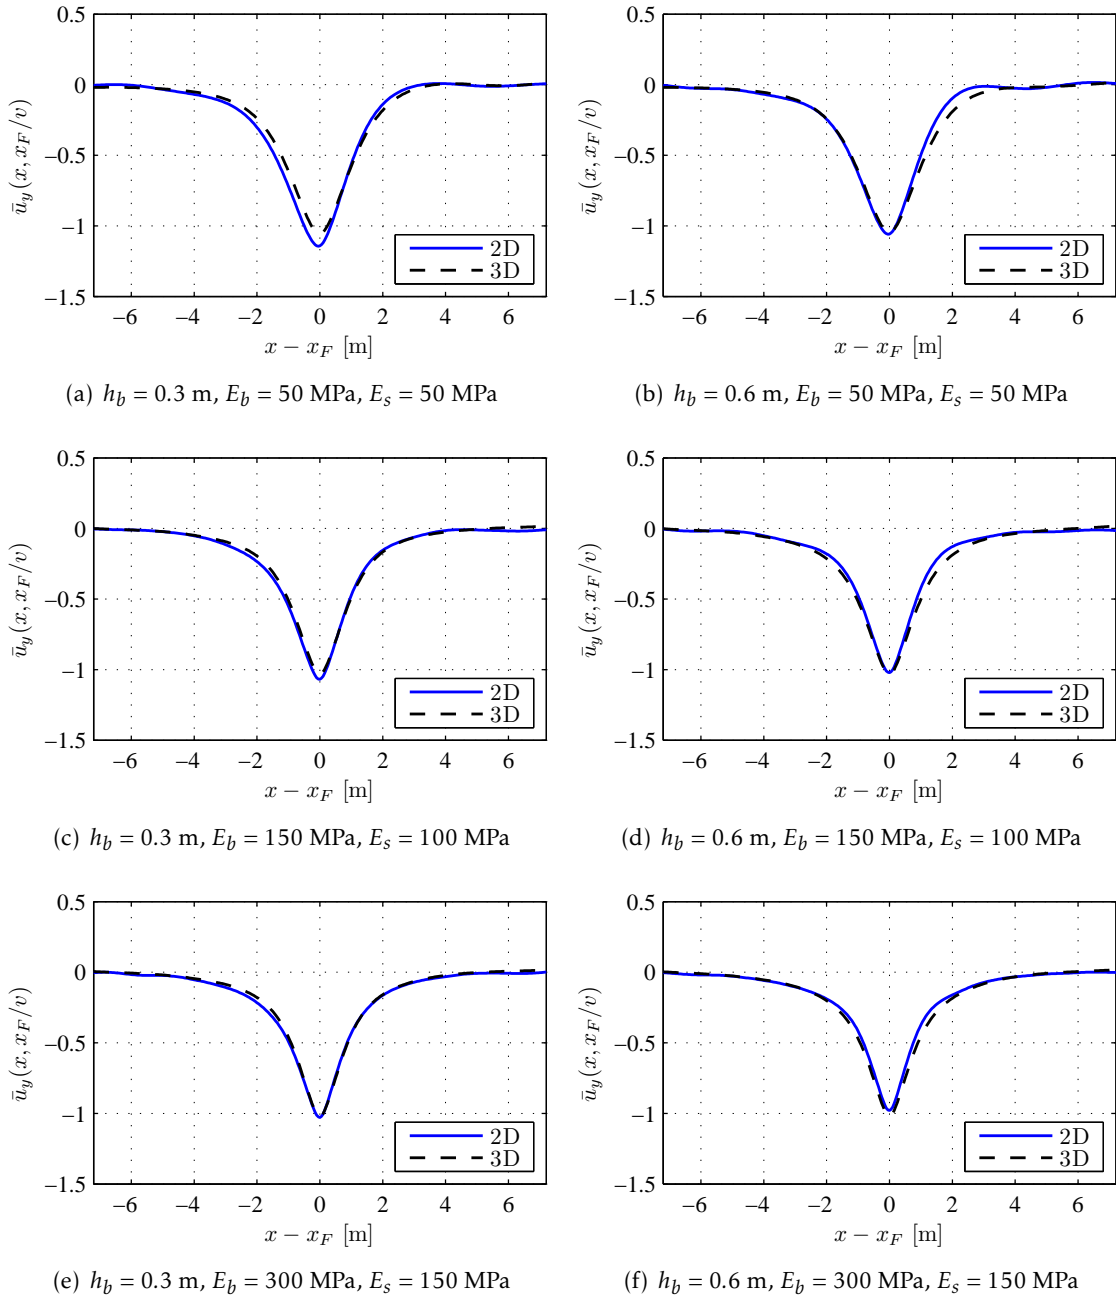 0.5
0
−0.5
−1
−1.5
ū_y(x, x_F/v)
2D
3D
−6 −4 −2 0 2 4 6
x − x_F [m]
(a) h_b = 0.3 m, E_b = 50 MPa, E_s = 50 MPa
0.5
0
−0.5
−1
−1.5
ū_y(x, x_F/v)
2D
3D
−6 −4 −2 0 2 4 6
x − x_F [m]
(b) h_b = 0.6 m, E_b = 50 MPa, E_s = 50 MPa
0.5
0
−0.5
−1
−1.5
ū_y(x, x_F/v)
2D
3D
−6 −4 −2 0 2 4 6
x − x_F [m]
(c) h_b = 0.3 m, E_b = 150 MPa, E_s = 100 MPa
0.5
0
−0.5
−1
−1.5
ū_y(x, x_F/v)
2D
3D
−6 −4 −2 0 2 4 6
x − x_F [m]
(d) h_b = 0.6 m, E_b = 150 MPa, E_s = 100 MPa
0.5
0
−0.5
−1
−1.5
ū_y(x, x_F/v)
2D
3D
−6 −4 −2 0 2 4 6
x − x_F [m]
(e) h_b = 0.3 m, E_b = 300 MPa, E_s = 150 MPa
0.5
0
−0.5
−1
−1.5
ū_y(x, x_F/v)
2D
3D
−6 −4 −2 0 2 4 6
x − x_F [m]
(f) h_b = 0.6 m, E_b = 300 MPa, E_s = 150 MPa